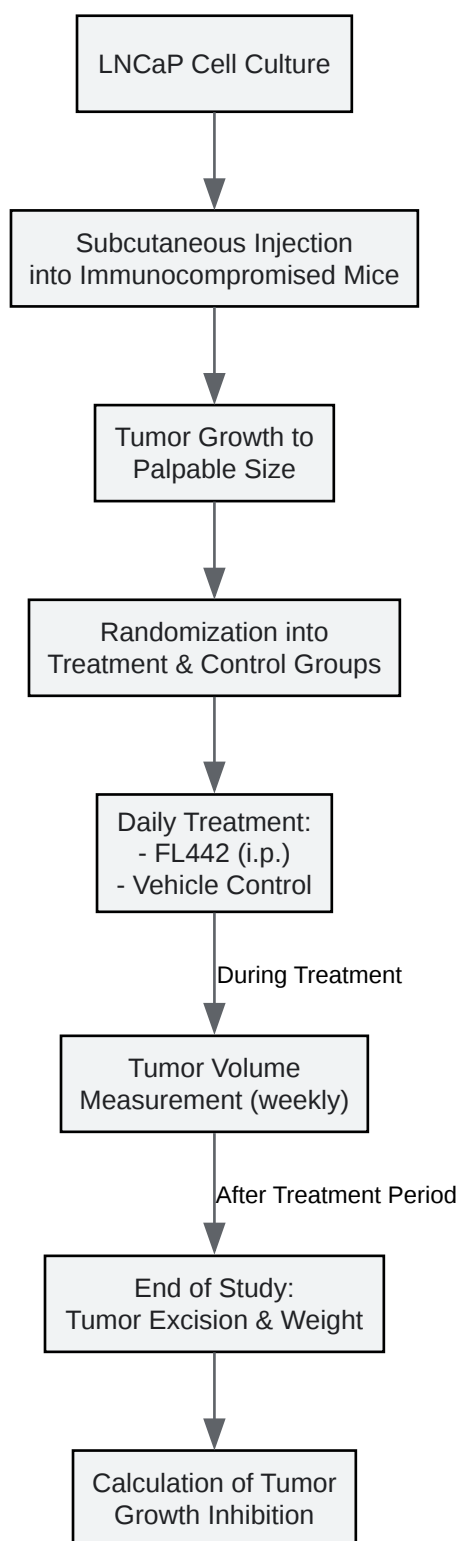 LNCaP Cell Culture
Subcutaneous Injection
into Immunocompromised Mice
Tumor Growth to
Palpable Size
Randomization into
Treatment & Control Groups
Daily Treatment:
- FL442 (i.p.)
- Vehicle Control
During Treatment
Tumor Volume
Measurement (weekly)
After Treatment Period
End of Study:
Tumor Excision & Weight
Calculation of Tumor
Growth Inhibition